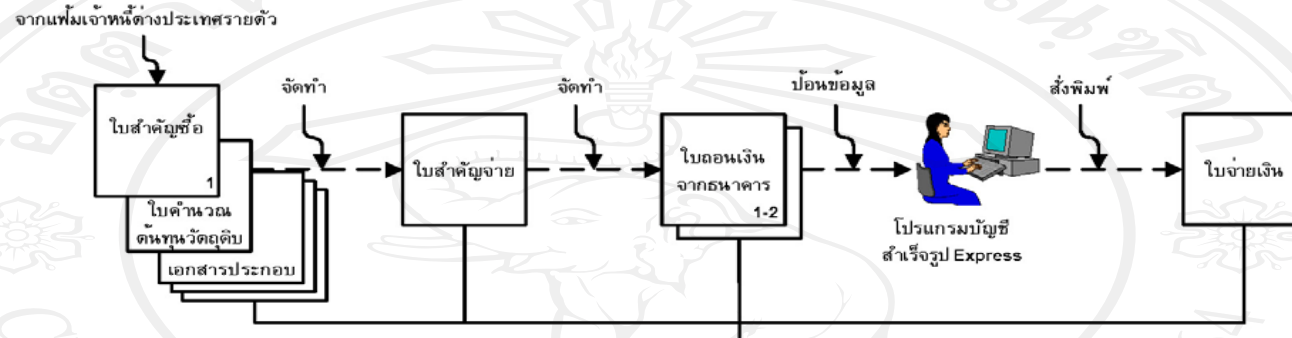 จากแฟ้มเจ้าหนี้ต่างประเทศรายตัว
ใบสำคัญซื้อ
1
ใบคำนวณ
ต้นทุนวัตถุดิบ
เอกสารประกอบ
จัดทำ
ใบสำคัญจ่าย
จัดทำ
ใบถอนเงิน
จากธนาคาร
1-2
ป้อนข้อมูล
โปรแกรมบัญชี
สำเร็จรูป Express
สั่งพิมพ์
ใบจ่ายเงิน